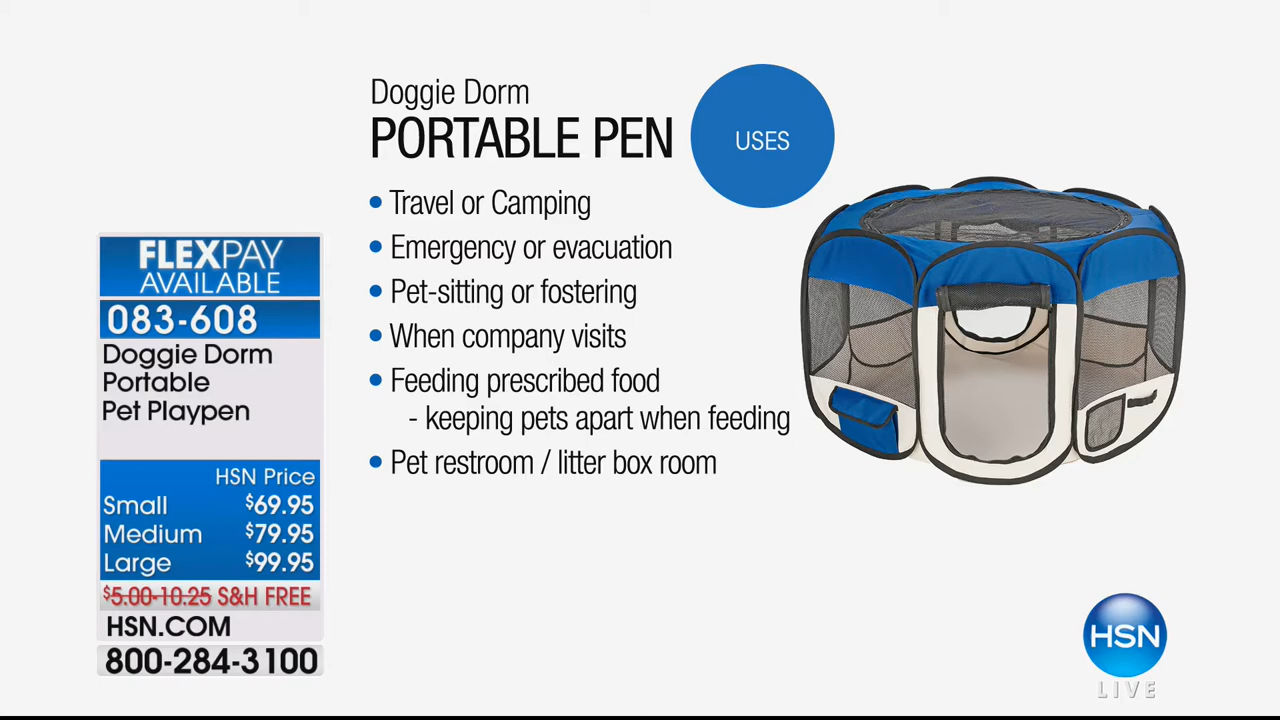 Doggie Dorm
PORTABLE PEN
USES
• Travel or Camping
• Emergency or evacuation
• Pet-sitting or fostering
• When company visits
• Feeding prescribed food
- keeping pets apart when feeding
• Pet restroom / litter box room
FLEXPAY
AVAILABLE
083-608
Doggie Dorm
Portable
Pet Playpen
HSN Price
Small $69.95
Medium $79.95
Large $99.95
$5.00-10.25 S&H FREE
HSN.COM
800-284-3100
HSN
LIVE